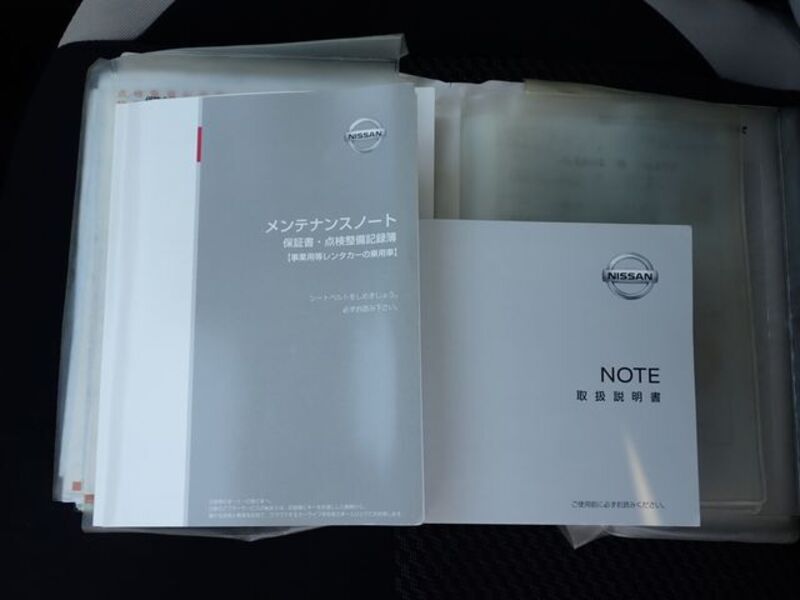 NISSAN
メンテナンスノート
保証書・点検整備記録簿
【事業用等レンタカーの乗用車】
シートベルトをしめましょう。
必ずお読み下さい。
NISSAN
NOTE
取扱説明書
ご使用前に必ずお読みください。